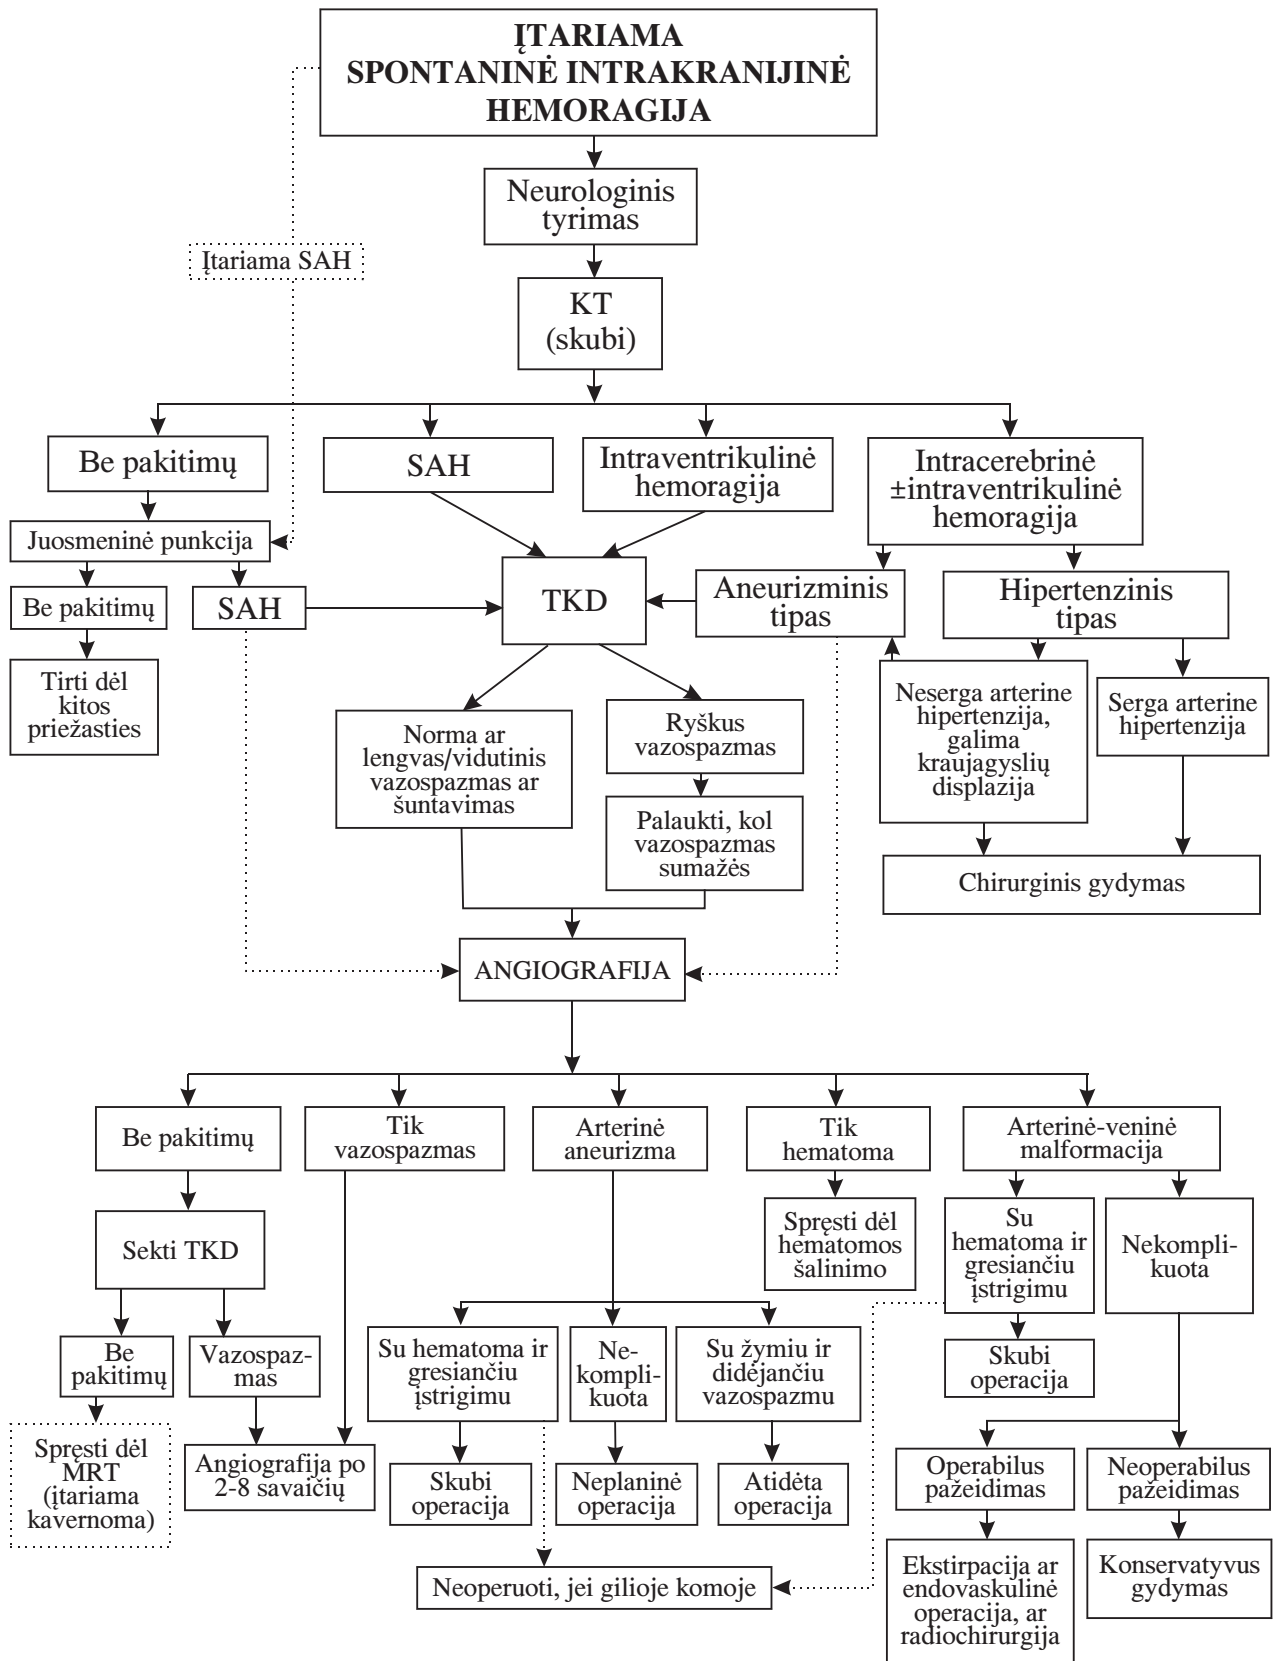 ĮTARIAMA
SPONTANINĖ INTRAKRANIJINĖ
HEMORAGIJA
Neurologinis
tyrimas
Įtariama SAH
KT
(skubi)
Be pakitimų
SAH
Intraventrikulinė
hemoragija
Intracerebrinė
±intraventrikulinė
hemoragija
Juosmeninė punkcija
Be pakitimų
SAH
TKD
Aneurizminis
tipas
Hipertenzinis
tipas
Tirti dėl
kitos
priežasties
Norma ar
lengvas/vidutinis
vazospazmas ar
šuntavimas
Ryškus
vazospazmas
Palaukti, kol
vazospazmas
sumažės
Neserga arterine
hipertenzija,
galima
kraujagyslių
displazija
Serga arterine
hipertenzija
Chirurginis gydymas
ANGIOGRAFIJA
Be pakitimų
Tik
vazospazmas
Arterinė
aneurizma
Tik
hematoma
Arterinė-veninė
malformacija
Sekti TKD
Spręsti dėl
hematomos
šalinimo
Su
hematoma ir
gresiančiu
įstrigimu
Nekompli-
kuota
Be
pakitimų
Vazospaz-
mas
Su hematoma ir
gresiančiu
įstrigimu
Ne-
kompli-
kuota
Su žymiu ir
didėjančiu
vazospazmu
Skubi
operacija
Spręsti dėl
MRT
(įtariama
kavernoma)
Angiografija po
2-8 savaičių
Skubi
operacija
Neplaninė
operacija
Atidėta
operacija
Operabilus
pažeidimas
Neoperabilus
pažeidimas
Neoperuoti, jei gilioje komoje
Ekstirpacija ar
endovaskulinė
operacija, ar
radiochirurgija
Konservatyvus
gydymas